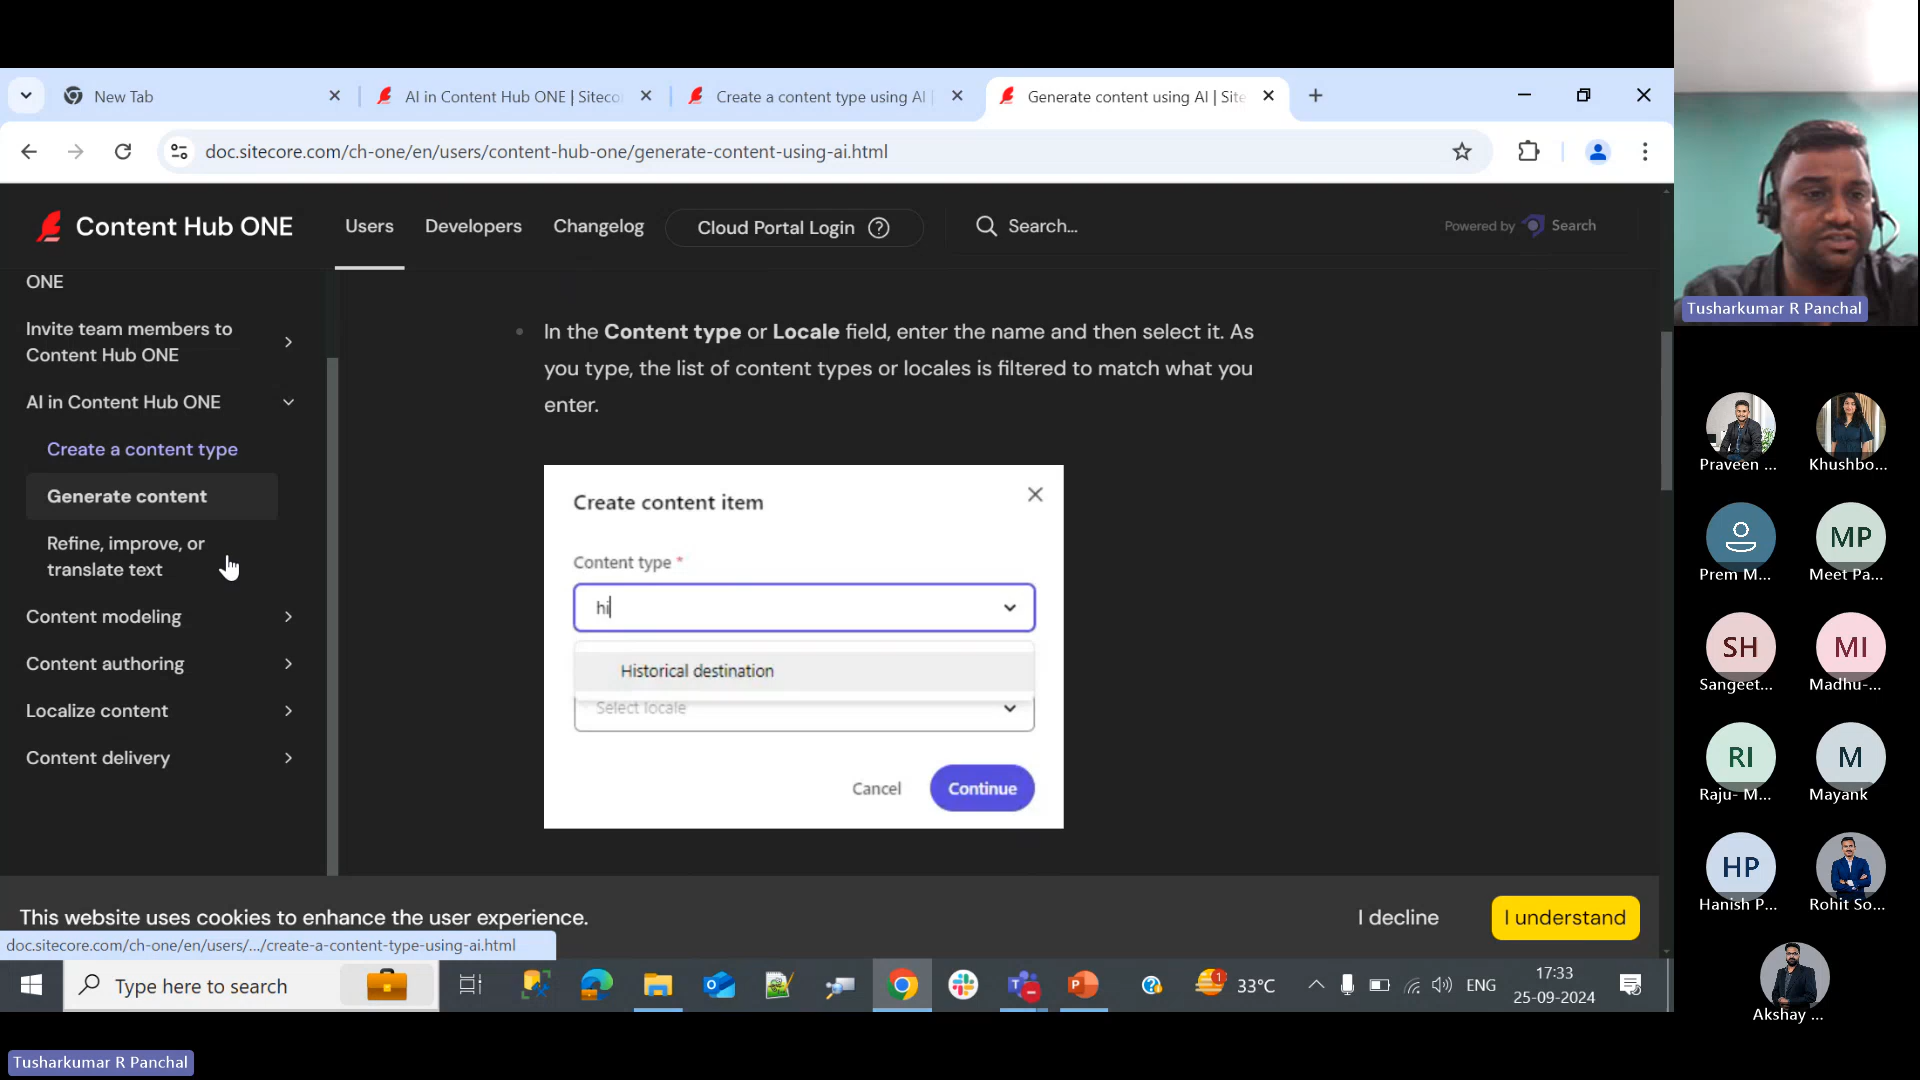 New Tab
AI in Content Hub ONE | Siteco
Create a content type using AI |
Generate content using AI | Site
doc.sitecore.com/ch-one/en/users/content-hub-one/generate-content-using-ai.html
Content Hub ONE
Users
Developers
Changelog
Cloud Portal Login
Search...
Powered by Search
ONE
Invite team members to
Content Hub ONE
AI in Content Hub ONE
Create a content type
Generate content
Refine, improve, or
translate text
Content modeling
Content authoring
Localize content
Content delivery
In the Content type or Locale field, enter the name and then select it. As
you type, the list of content types or locales is filtered to match what you
enter.
Create content item
Content type *
hi
Historical destination
Select locale
Cancel
Continue
This website uses cookies to enhance the user experience.
I decline
I understand
doc.sitecore.com/ch-one/en/users/.../create-a-content-type-using-ai.html
Type here to search
1
33°C
ENG
17:33
25-09-2024
Tusharkumar R Panchal
Praveen ...
Khushbo...
Prem M...
MP
Meet Pa...
SH
Sangeet...
MI
Madhu-...
RI
Raju- M...
M
Mayank
HP
Hanish P...
Rohit So...
Akshay ...
Tusharkumar R Panchal